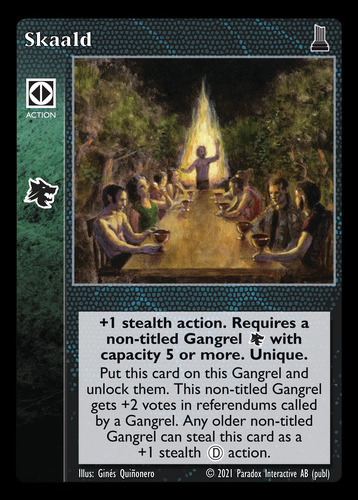 Skaald
ACTION
+1 stealth action. Requires a
non-titled Gangrel with
capacity 5 or more. Unique.
Put this card on this Gangrel and
unlock them. This non-titled Gangrel
gets +2 votes in referendums called
by a Gangrel. Any older non-titled
Gangrel can steal this card as a
+1 stealth Ⓓ action.
Illus: Ginés Quiñonero © 2021 Paradox Interactive AB (publ)